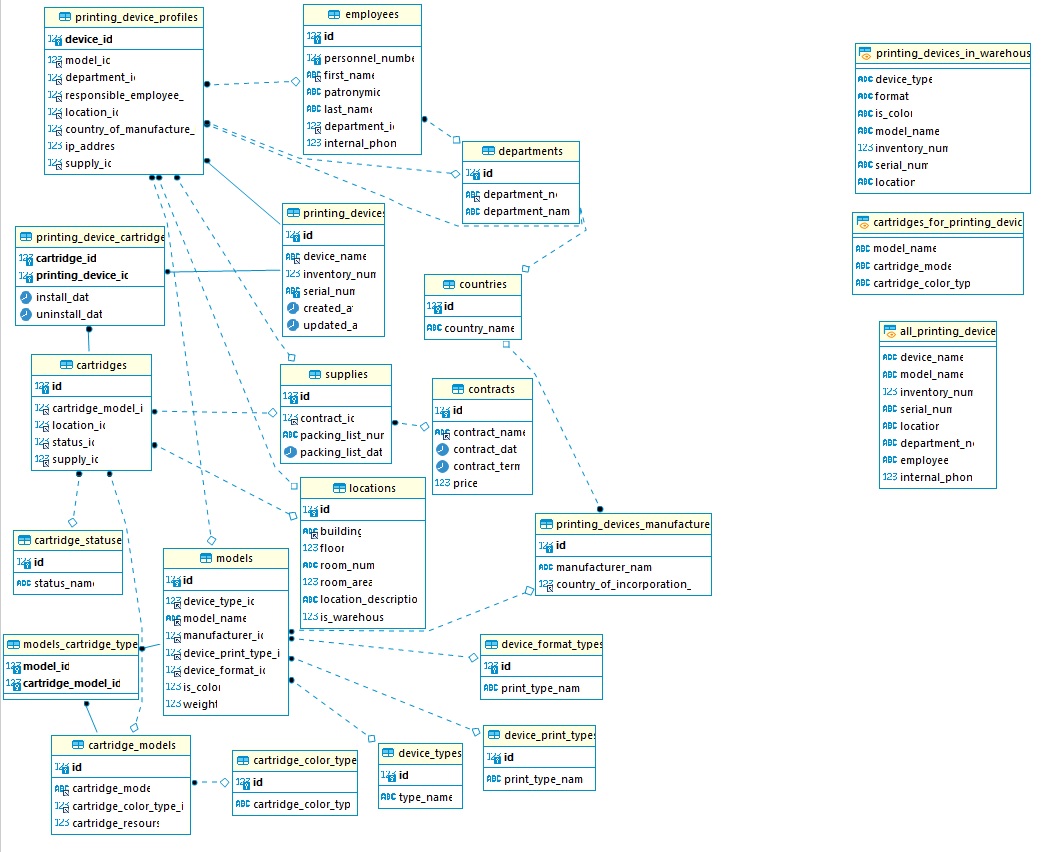 printing_device_profiles
device_id
model_ic
department_ic
responsible_employee_
location_ic
country_of_manufacture_
ip_addres
supply_ic
employees
id
personnel_numbe
first_name
patronymic
last_name
department_ic
internal_phon
departments
id
department_nu
department_nam
printing_devices
id
device_name
inventory_num
serial_num
created_at
updated_a
printing_device_cartridge
cartridge_id
printing_device_ic
install_dat
uninstall_dat
countries
id
country_name
cartridges
id
cartridge_model_i
location_ic
status_ic
supply_ic
supplies
id
contract_ic
packing_list_nur
packing_list_dat
contracts
id
contract_name
contract_dat
contract_term
price
locations
id
building
floor
room_num
room_area
location_descriptio
is_warehous
cartridge_statuse
id
status_name
models
id
device_type_ic
model_name
manufacturer_ic
device_print_type_i
device_format_ic
is_color
weight
printing_devices_manufacture
id
manufacturer_nam
country_of_incorporation_
models_cartridge_type
model_id
cartridge_model_id
device_format_types
id
print_type_nam
device_print_types
id
print_type_nam
cartridge_models
id
cartridge_mode
cartridge_color_type_i
cartridge_resours
cartridge_color_type
id
cartridge_color_typ
device_types
id
type_name
printing_devices_in_warehous
device_type
format
is_color
model_name
inventory_num
serial_num
location
cartridges_for_printing_devic
model_name
cartridge_mode
cartridge_color_typ
all_printing_device
device_name
model_name
inventory_num
serial_num
location
department_nu
employee
internal_phon